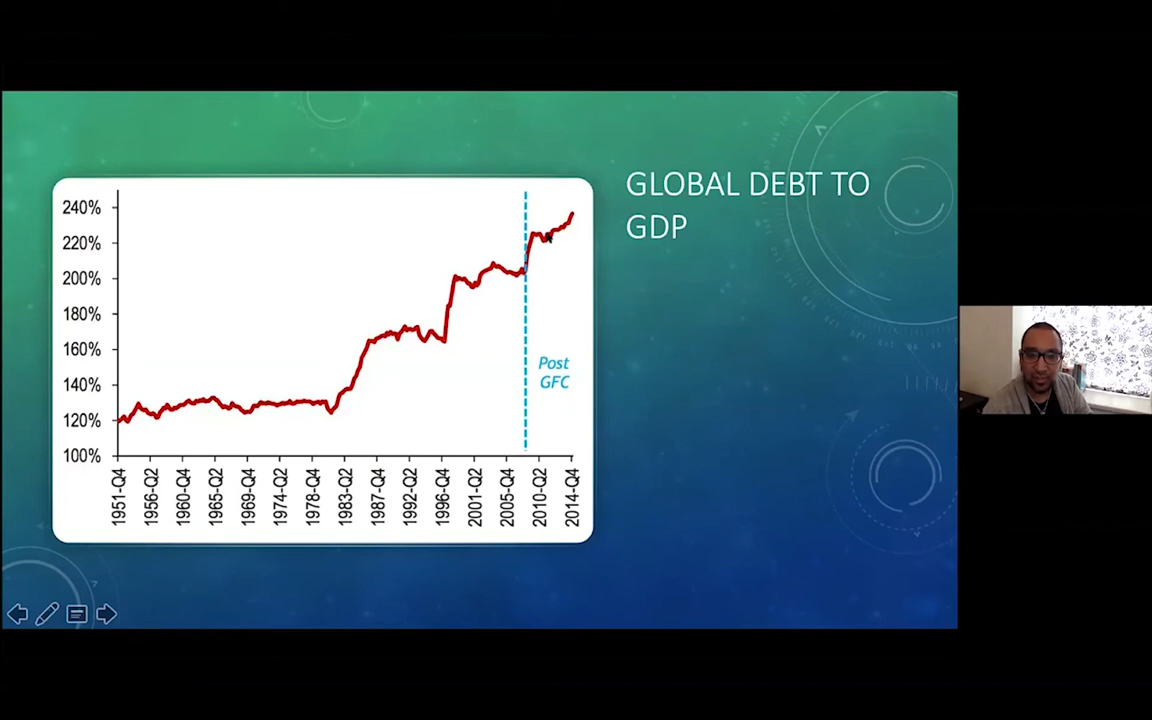 GLOBAL DEBT TO
GDP
240%
220%
200%
180%
160%
140%
120%
100%
Post
GFC
1951-Q4
1956-Q2
1960-Q4
1965-Q2
1969-Q4
1974-Q2
1978-Q4
1983-Q2
1987-Q4
1992-Q2
1996-Q4
2001-Q2
2005-Q4
2010-Q2
2014-Q4